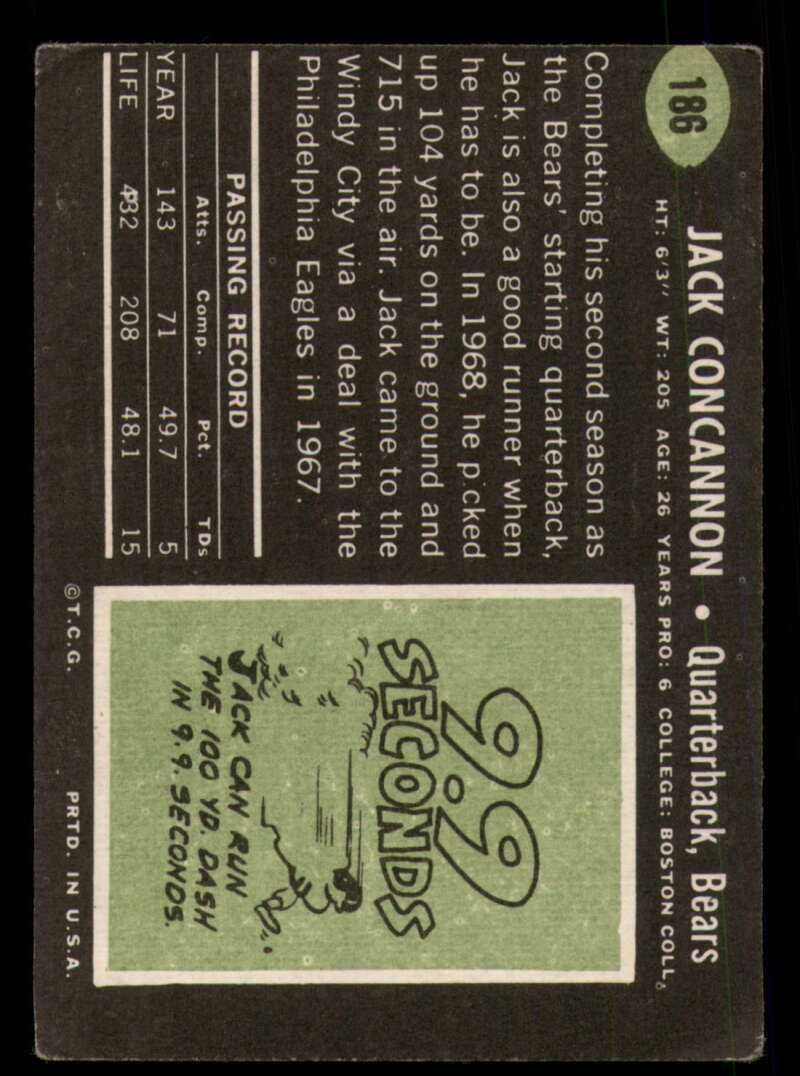 186
JACK CONCANNON • Quarterback, Bears
HT: 6'3" WT: 205 AGE: 26 YEARS PRO: 6 COLLEGE: BOSTON COLL.
Completing his second season as
the Bears' starting quarterback,
Jack is also a good runner when
he has to be. In 1968, he picked
up 104 yards on the ground and
715 in the air. Jack came to the
Windy City via a deal with the
Philadelphia Eagles in 1967.
PASSING RECORD
Atts. Comp. Pct. TDs
YEAR 143 71 49.7 5
LIFE 432 208 48.1 15
9.9
SECONDS
JACK CAN RUN
THE 100 YD. DASH
IN 9.9. SECONDS.
©T.C.G. PRTD. IN U.S.A.